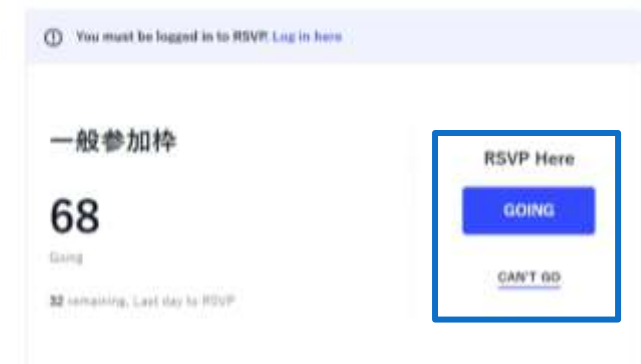 You must be logged in to RSVP. Log in here
一般参加枠
68
Going
32 remaining, Last day to RSVP
RSVP Here
GOING
CAN'T GO